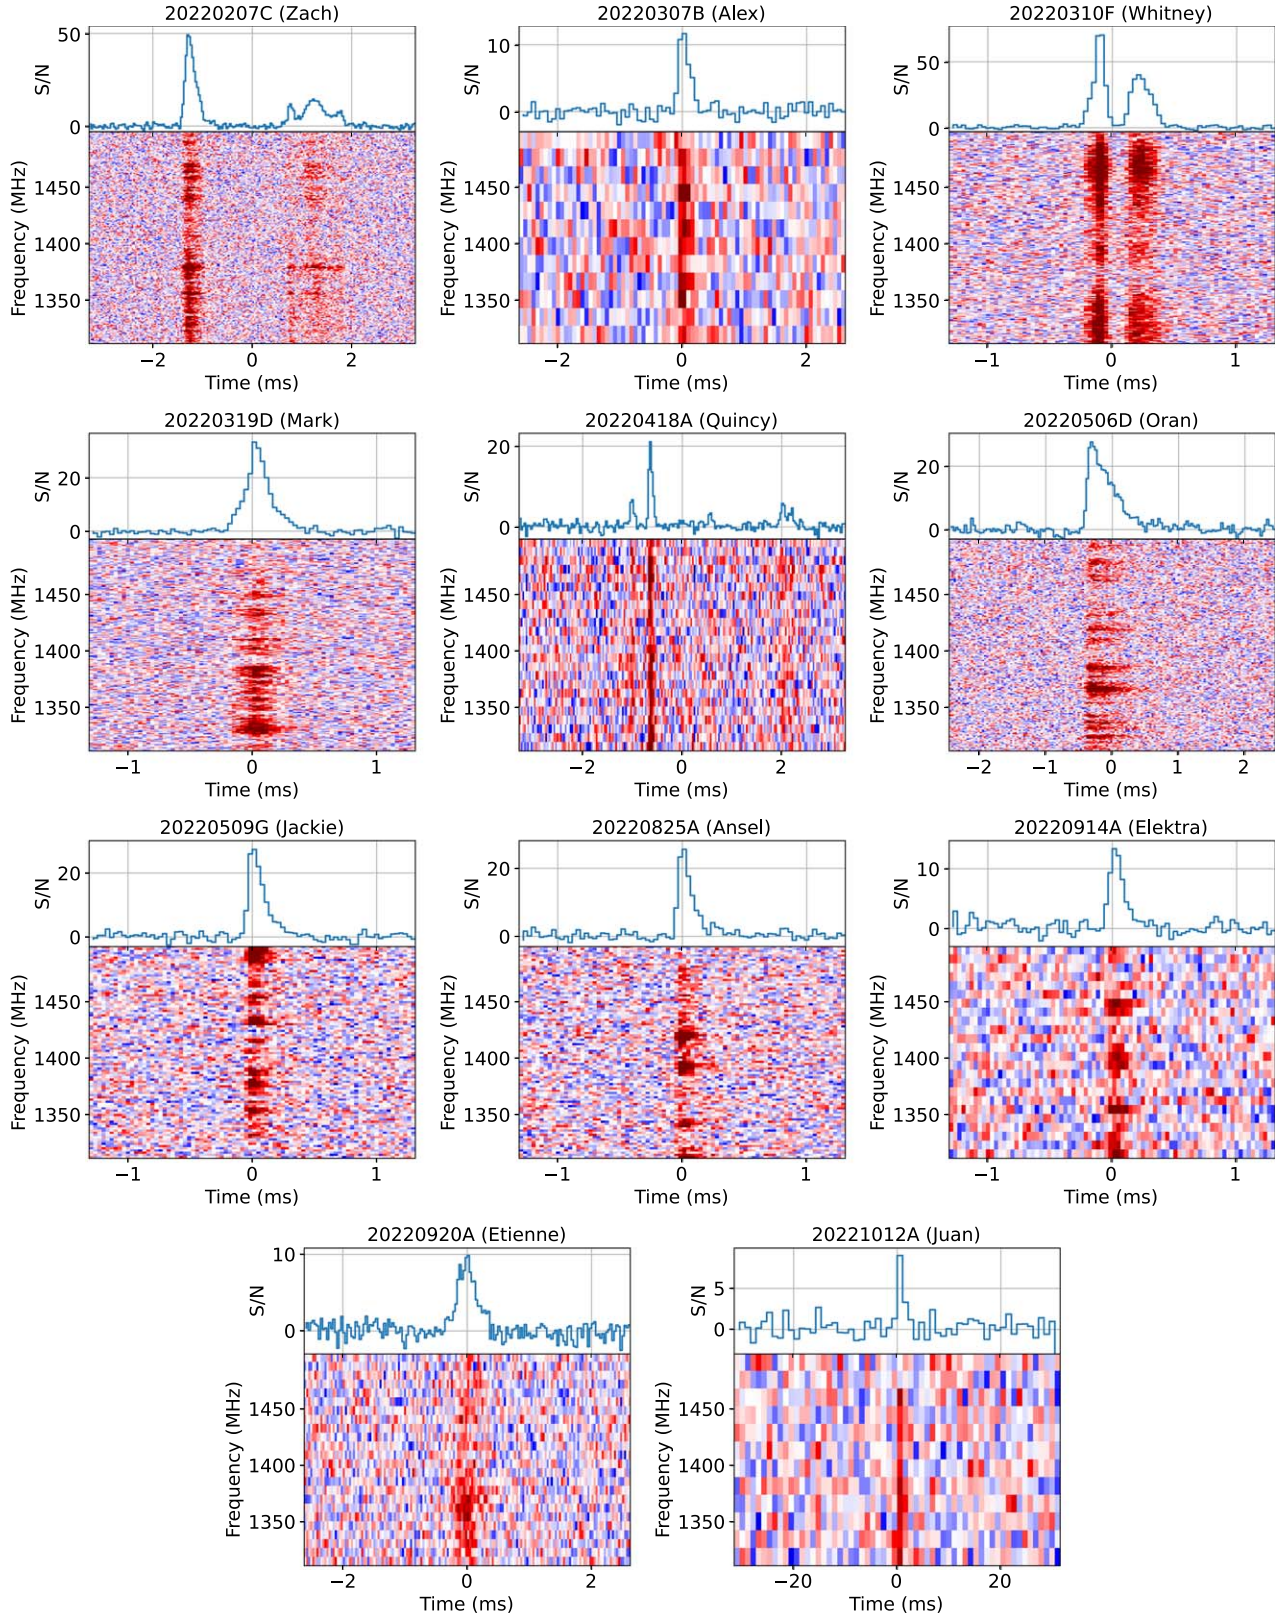 20220207C (Zach)
50
0
S/N
1450
1400
1350
Frequency (MHz)
−2 0 2
Time (ms)
20220307B (Alex)
10
0
S/N
1450
1400
1350
Frequency (MHz)
−2 0 2
Time (ms)
20220310F (Whitney)
50
0
S/N
1450
1400
1350
Frequency (MHz)
−1 0 1
Time (ms)
20220319D (Mark)
20
0
S/N
1450
1400
1350
Frequency (MHz)
−1 0 1
Time (ms)
20220418A (Quincy)
20
0
S/N
1450
1400
1350
Frequency (MHz)
−2 0 2
Time (ms)
20220506D (Oran)
20
0
S/N
1450
1400
1350
Frequency (MHz)
−2 −1 0 1 2
Time (ms)
20220509G (Jackie)
20
0
S/N
1450
1400
1350
Frequency (MHz)
−1 0 1
Time (ms)
20220825A (Ansel)
20
0
S/N
1450
1400
1350
Frequency (MHz)
−1 0 1
Time (ms)
20220914A (Elektra)
10
0
S/N
1450
1400
1350
Frequency (MHz)
−1 0 1
Time (ms)
20220920A (Etienne)
10
0
S/N
1450
1400
1350
Frequency (MHz)
−2 0 2
Time (ms)
20221012A (Juan)
5
0
S/N
1450
1400
1350
Frequency (MHz)
−20 0 20
Time (ms)